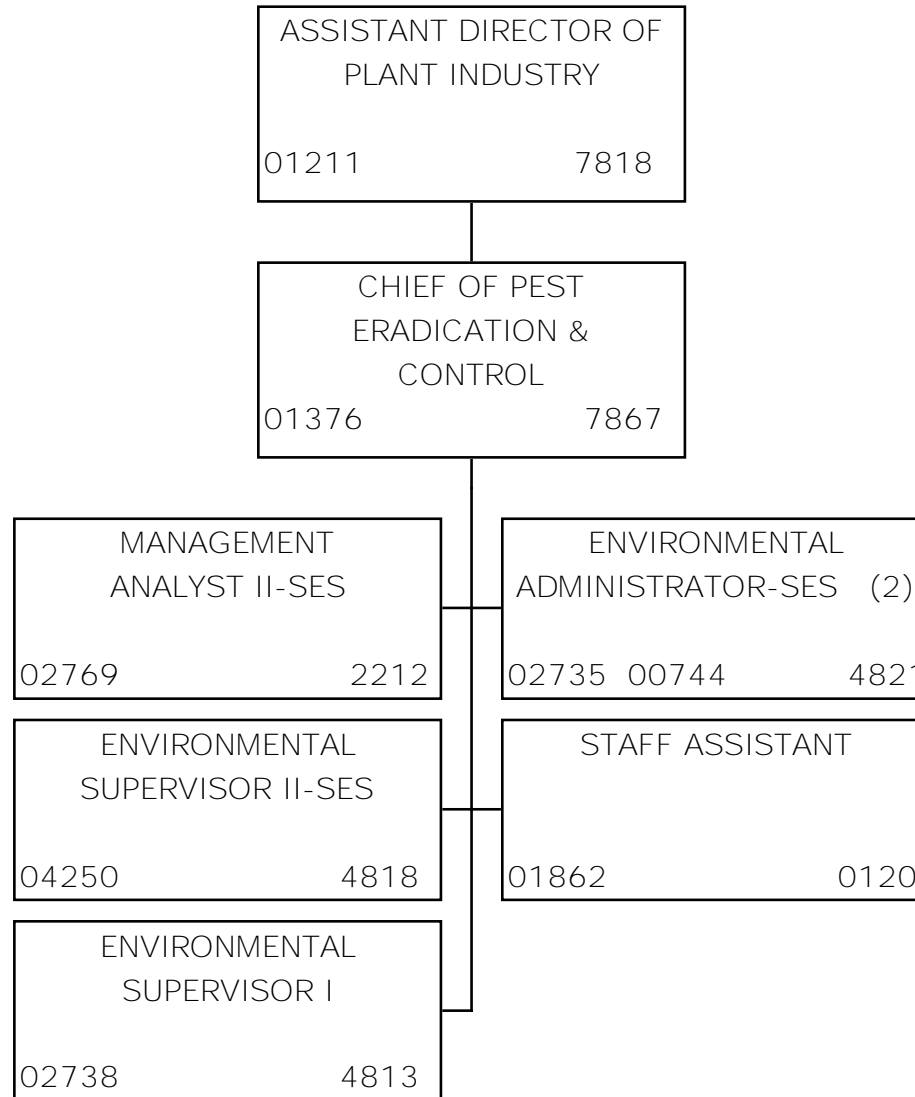 ASSISTANT DIRECTOR OF
PLANT INDUSTRY
01211 7818
CHIEF OF PEST
ERADICATION &
CONTROL
01376 7867
MANAGEMENT
ANALYST II-SES
02769 2212
ENVIRONMENTAL
ADMINISTRATOR-SES (2)
02735 00744 4821
ENVIRONMENTAL
SUPERVISOR II-SES
04250 4818
STAFF ASSISTANT
01862 0120
ENVIRONMENTAL
SUPERVISOR I
02738 4813